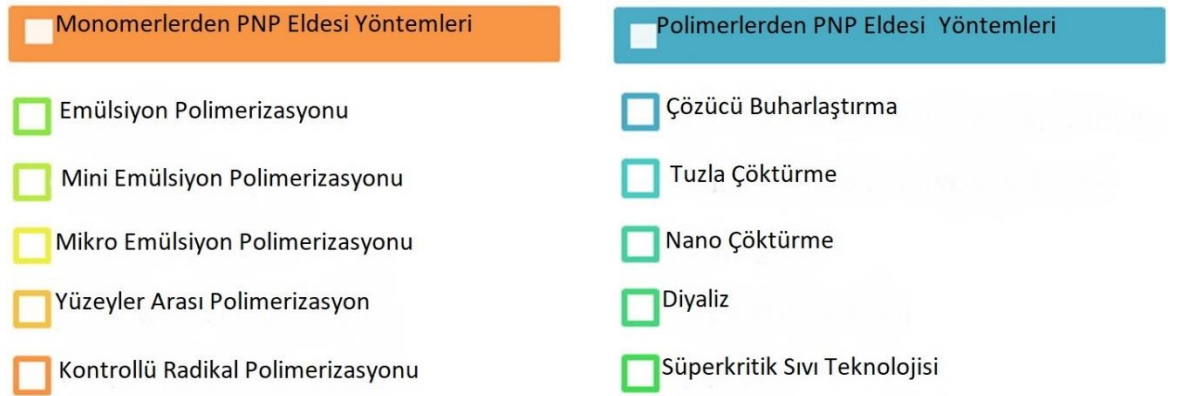 Monomerlerden PNP Eldesi Yöntemleri
Emülsiyon Polimerizasyonu
Mini Emülsiyon Polimerizasyonu
Mikro Emülsiyon Polimerizasyonu
Yüzeyler Arası Polimerizasyon
Kontrollü Radikal Polimerizasyonu
Polimerlerden PNP Eldesi Yöntemleri
Çözücü Buharlaştırma
Tuzla Çöktürme
Nano Çöktürme
Diyaliz
Süperkritik Sıvı Teknolojisi